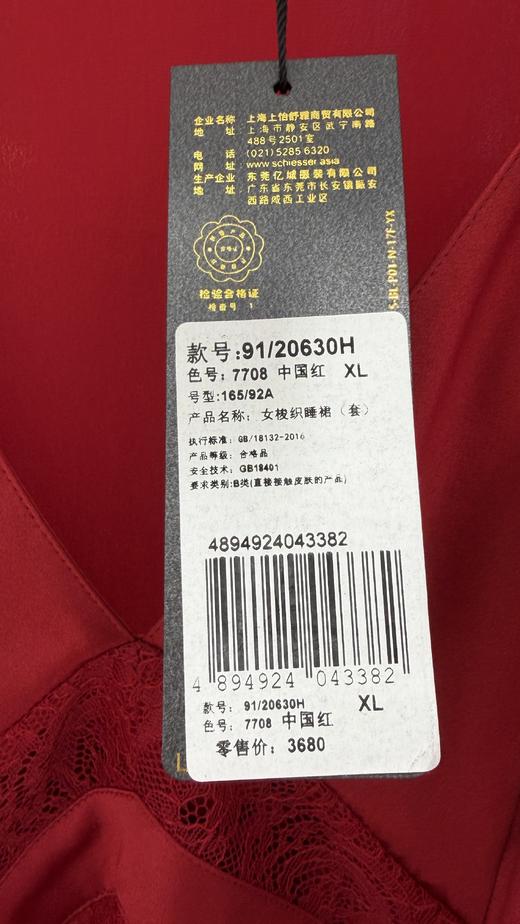 企业名称 上海上怡舒雅商贸有限公司
地 址 上海市静安区武宁南路
488号2501室
电 话 (021) 5285 6320
网 址 www.schiesser.asia
生产企业 东莞亿城服装有限公司
地 址 广东省东莞市长安镇厦安
西路咸西工业区
检验合格证
检查号 1
款号:91/20630H
色号: 7708 中国红 XL
号型:165/92A
产品名称: 女梭织睡裙（套）
执行标准: GB/18132-2016
产品等级: 合格品
安全技术: GB18401
要求类别:B类(直接接触皮肤的产品)
4894924043382
4 894924 043382
款号: 91/20630H XL
色号: 7708 中国红
零售价: 3680